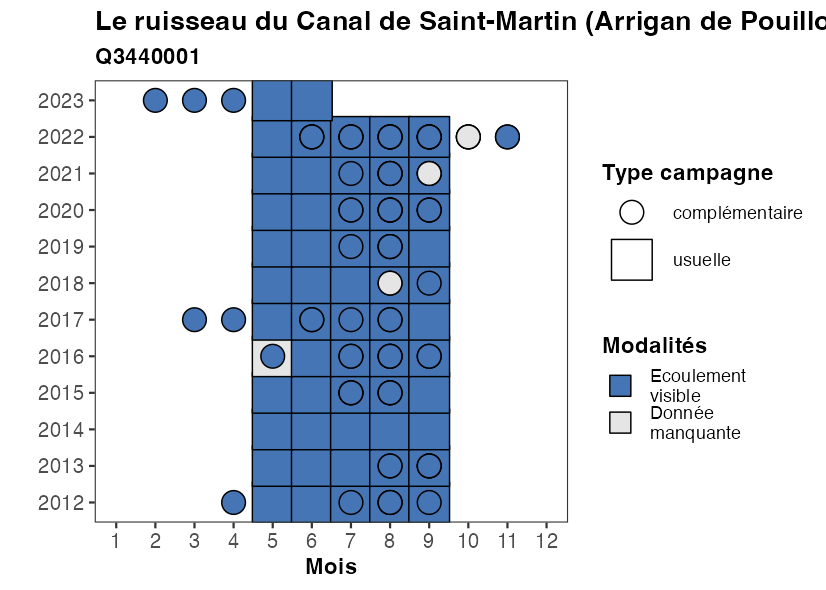 Le ruisseau du Canal de Saint-Martin (Arrigan de Pouillo
Q3440001
2023
2022
2021
2020
2019
2018
2017
2016
2015
2014
2013
2012
1 2 3 4 5 6 7 8 9 10 11 12
Mois
Type campagne
complémentaire
usuelle
Modalités
Ecoulement
visible
Donnée
manquante